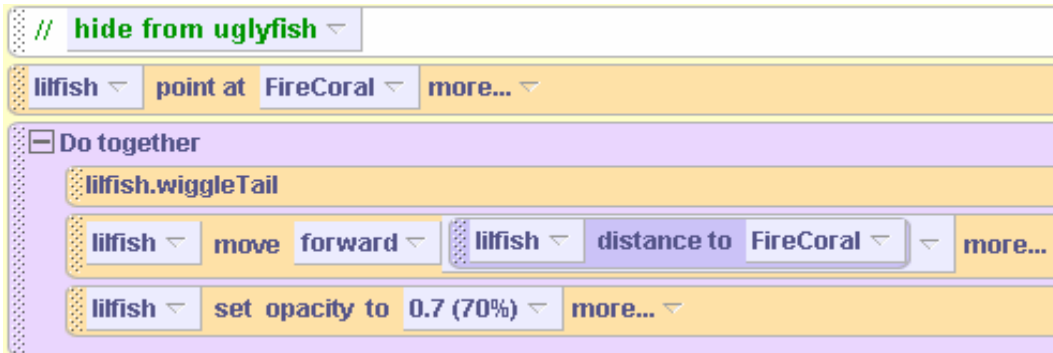 // hide from uglyfish
lilfish point at FireCoral more...
Do together
lilfish.wiggleTail
lilfish move forward lilfish distance to FireCoral more...
lilfish set opacity to 0.7 (70%) more...